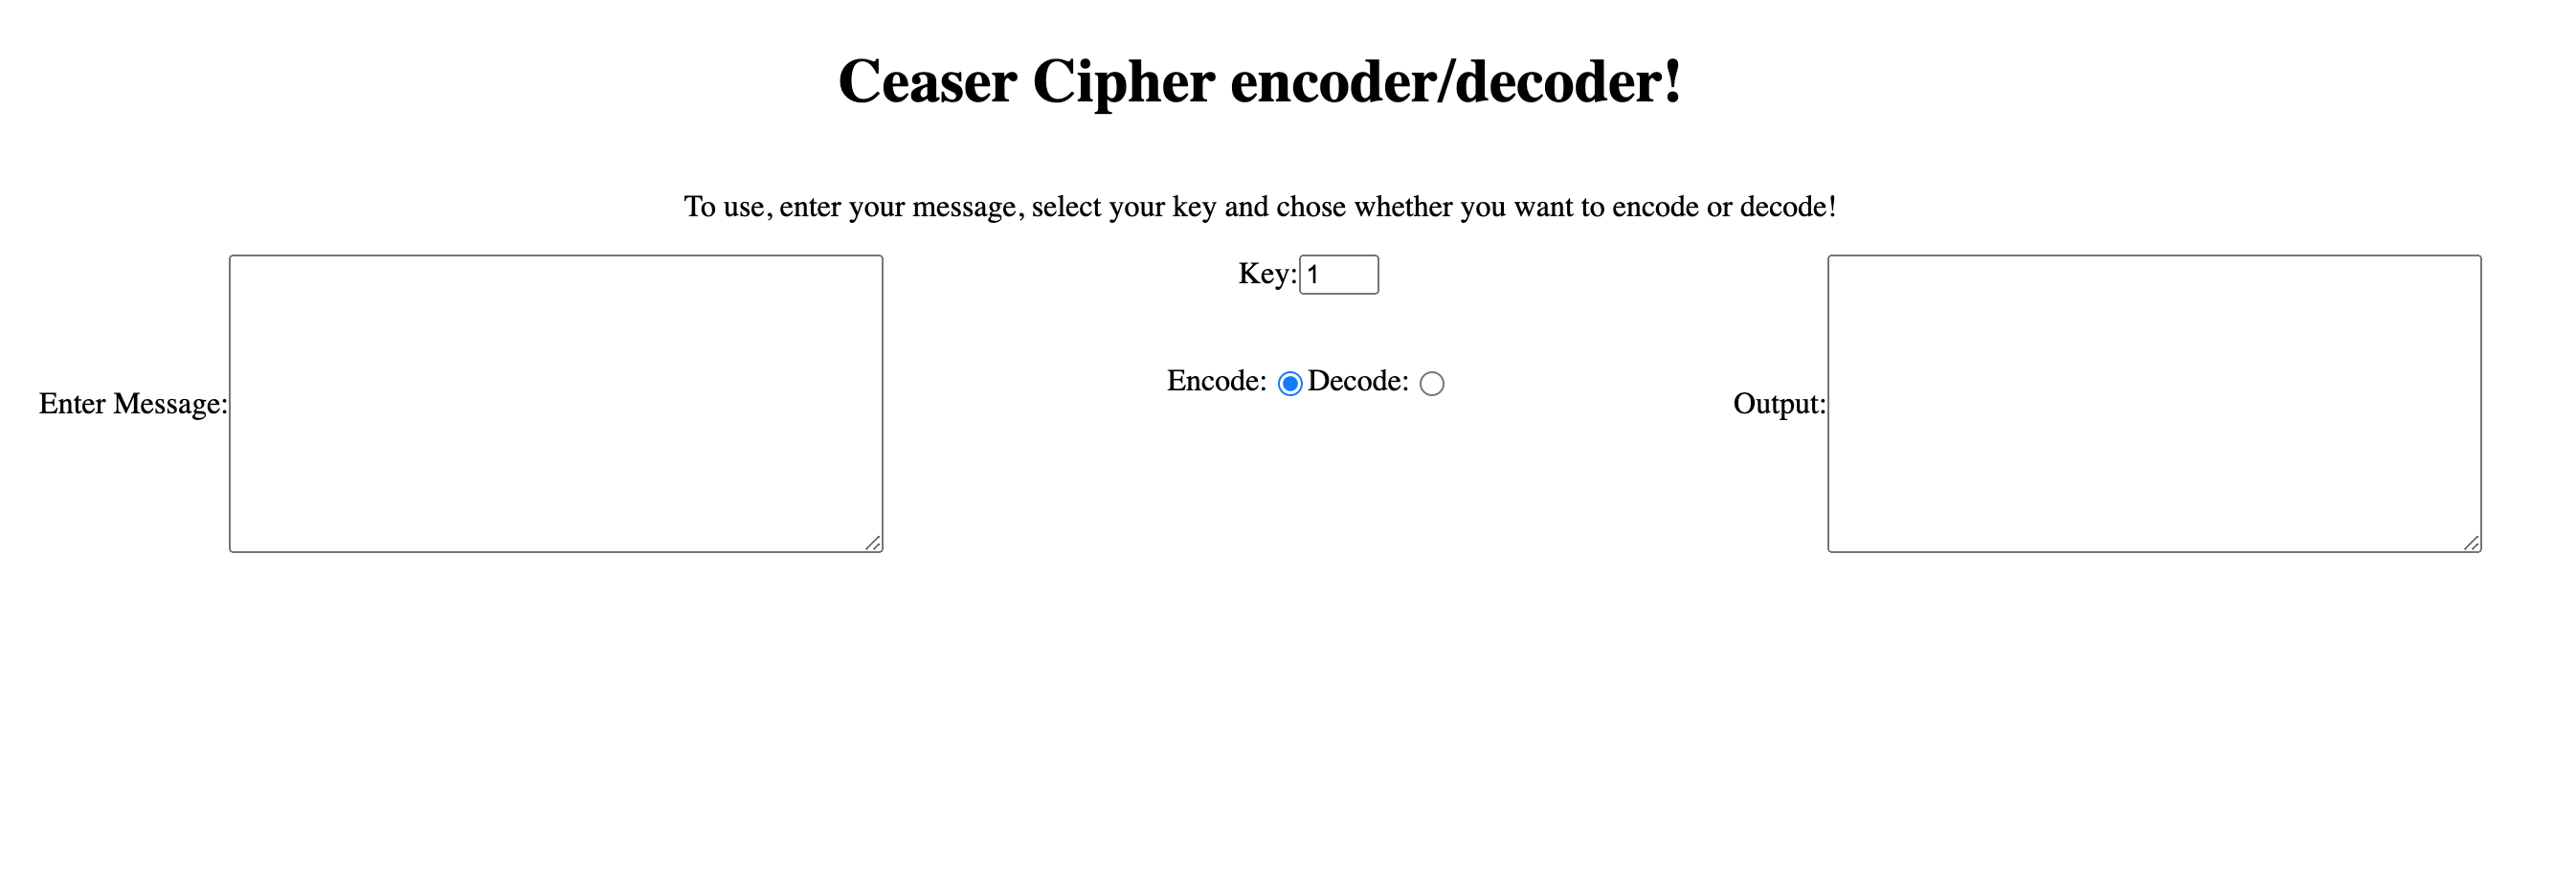 Ceaser Cipher encoder/decoder!
To use, enter your message, select your key and chose whether you want to encode or decode!
Enter Message:
Key: 1
Encode: Decode:
Output: